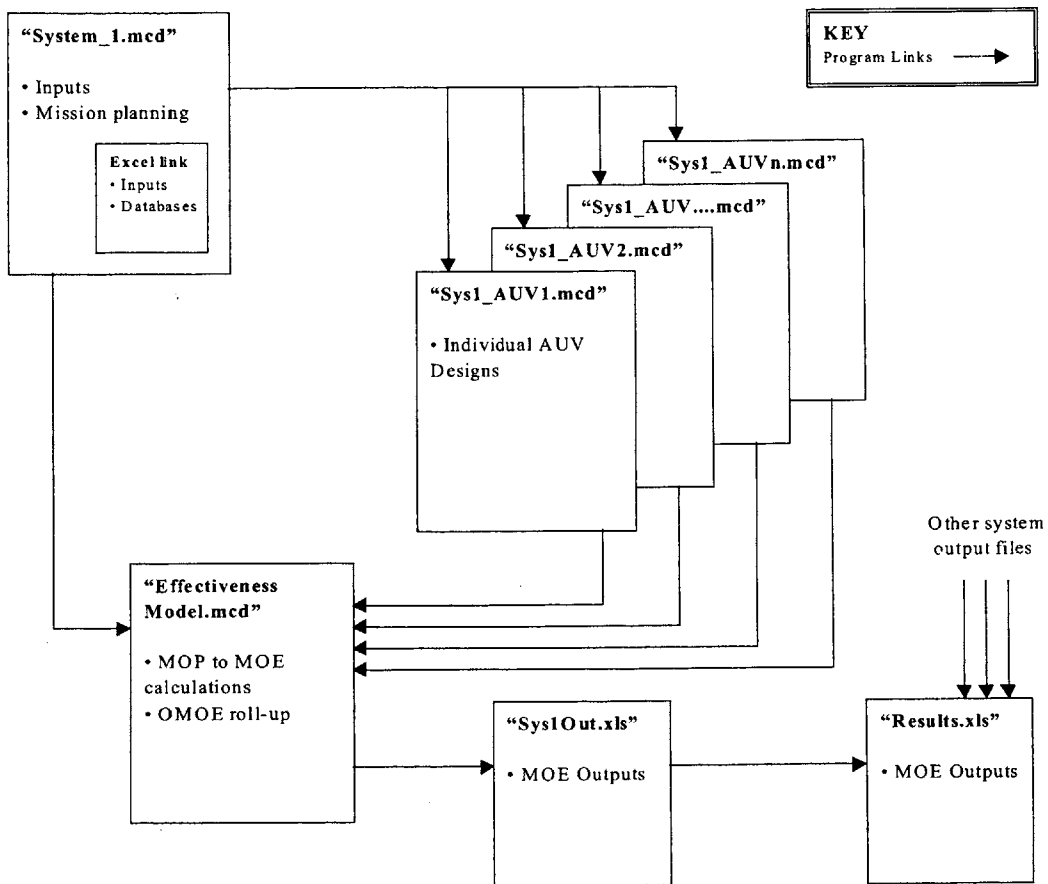 “System_1.mcd”
• Inputs
• Mission planning
Excel link
• Inputs
• Databases
KEY
Program Links
“Sys1_AUVn.mcd”
“Sys1_AUV....mcd”
“Sys1_AUV2.mcd”
“Sys1_AUV1.mcd”
• Individual AUV
Designs
Other system
output files
“Effectiveness
Model.mcd”
• MOP to MOE
calculations
• OMOE roll-up
“Sys1Out.xls”
• MOE Outputs
“Results.xls”
• MOE Outputs